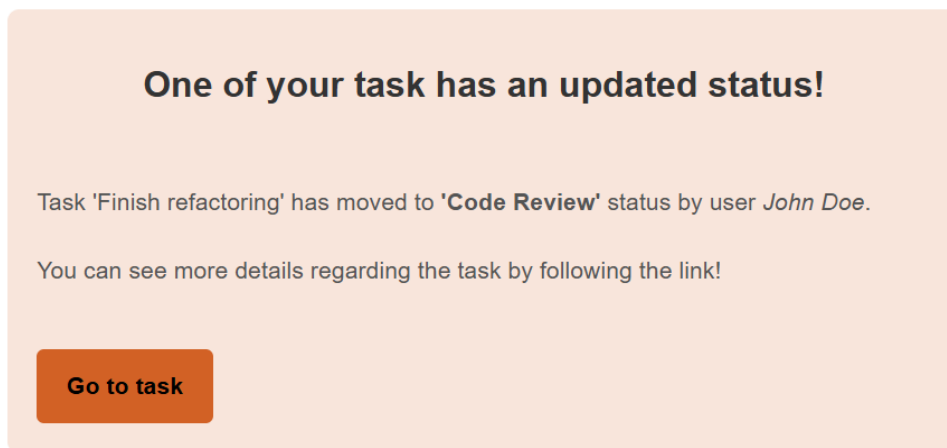 One of your task has an updated status!
Task 'Finish refactoring' has moved to 'Code Review' status by user John Doe.
You can see more details regarding the task by following the link!
Go to task